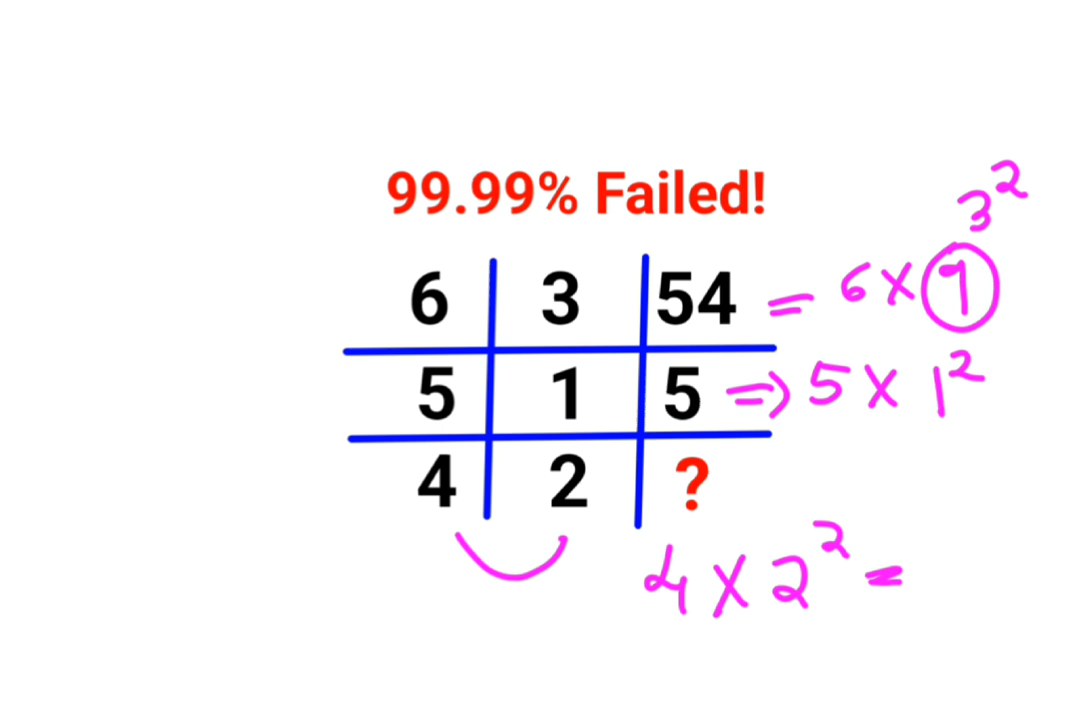 99.99% Failed!
3²
6 3 54 = 6 × 9
5 1 5 => 5 × 1²
4 2 ?
4 × 2² =